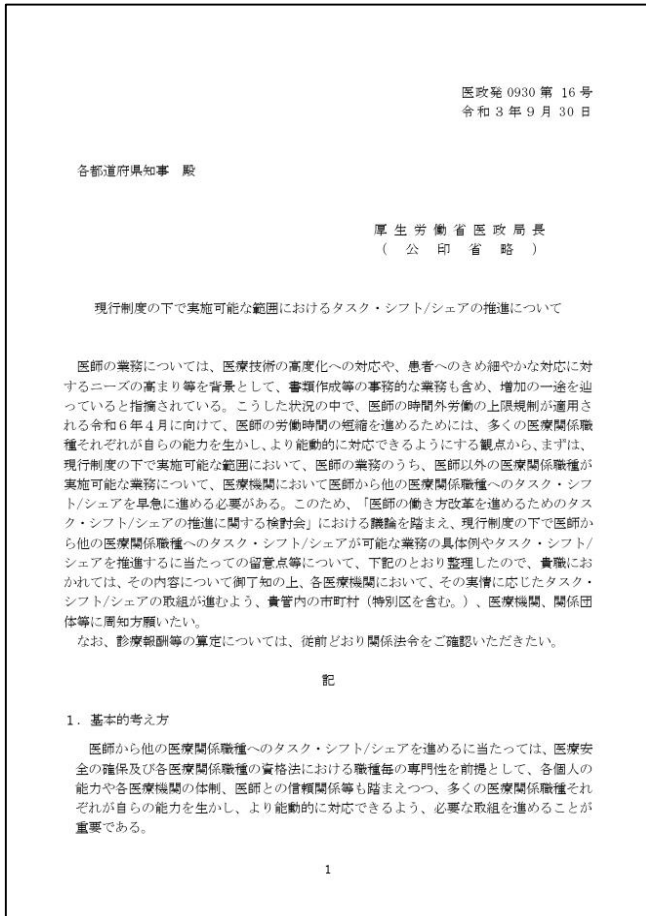 医政発 0930 第 16 号
令和3年9月30日
各都道府県知事 殿
厚生労働省医政局長
(公印省略)
現行制度の下で実施可能な範囲におけるタスク・シフト/シェアの推進について
医師の業務については、医療技術の高度化への対応や、患者へのきめ細やかな対応に対
するニーズの高まり等を背景として、書類作成等の事務的な業務も含め、増加の一途を辿
っていると指摘されている。こうした状況の中で、医師の時間外労働の上限規制が適用さ
れる令和6年4月に向けて、医師の労働時間の短縮を進めるためには、多くの医療関係職
種それぞれが自らの能力を生かし、より能動的に対応できるようにする観点から、まずは、
現行制度の下で実施可能な範囲において、医師の業務のうち、医師以外の医療関係職種が
実施可能な業務について、医療機関において医師から他の医療関係職種へのタスク・シフ
ト/シェアを早急に進める必要がある。このため、「医師の働き方改革を進めるためのタス
ク・シフト/シェアの推進に関する検討会」における議論を踏まえ、現行制度の下で医師か
ら他の医療関係職種へのタスク・シフト/シェアが可能な業務の具体例やタスク・シフト/
シェアを推進するに当たっての留意点等について、下記のとおり整理したので、貴職にお
かれては、その内容について御了知の上、各医療機関において、その実情に応じたタスク・
シフト/シェアの取組が進むよう、貴管内の市町村（特別区を含む。）、医療機関、関係団
体等に周知方願いたい。
なお、診療報酬等の算定については、従前どおり関係法令をご確認いただきたい。
記
1．基本的考え方
医師から他の医療関係職種へのタスク・シフト/シェアを進めるに当たっては、医療安
全の確保及び各医療関係職種の資格法における職種毎の専門性を前提として、各個人の
能力や各医療機関の体制、医師との信頼関係等も踏まえつつ、多くの医療関係職種それ
ぞれが自らの能力を生かし、より能動的に対応できるよう、必要な取組を進めることが
重要である。
1